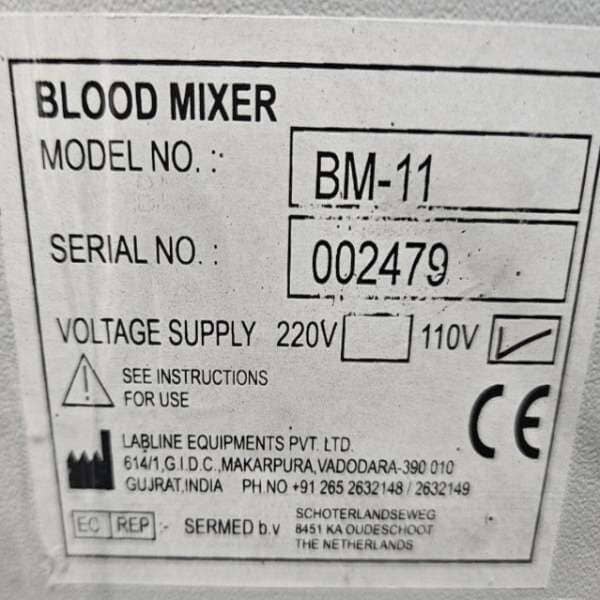 BLOOD MIXER
MODEL NO. : BM-11
SERIAL NO. : 002479
VOLTAGE SUPPLY 220V 110V
SEE INSTRUCTIONS
FOR USE
CE
LABLINE EQUIPMENTS PVT. LTD.
614/1,G.I.D.C.,MAKARPURA,VADODARA-390 010
GUJRAT,INDIA PH.NO +91 265 2632148 / 2632149
EC REP :- SERMED b.v
SCHOTERLANDSEWEG
8451 KA OUDESCHOOT
THE NETHERLANDS